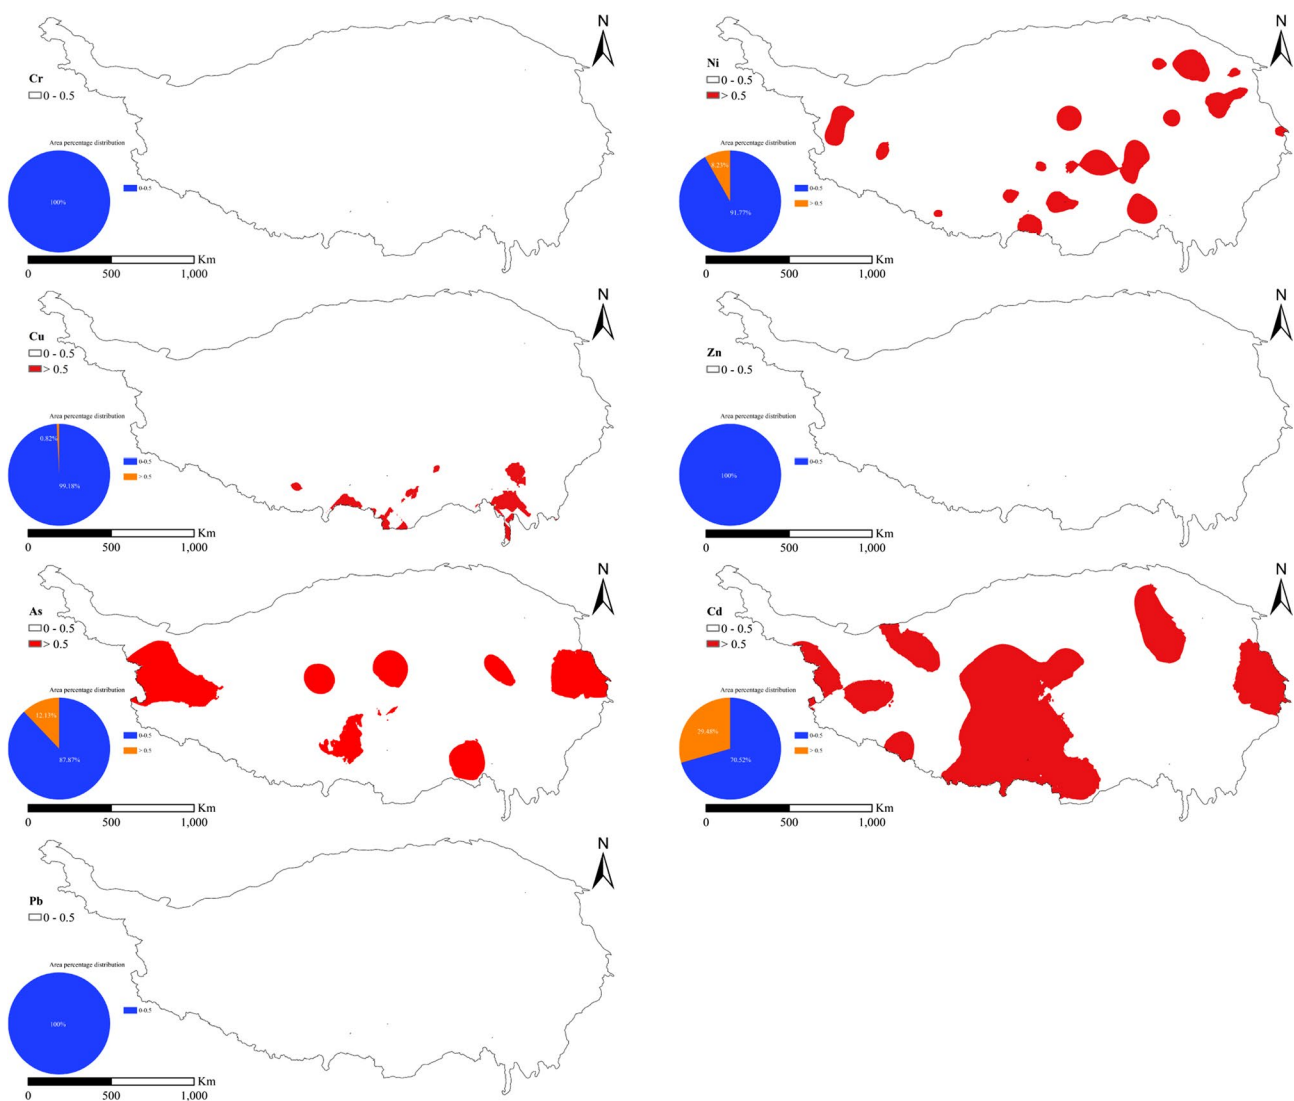 N
Cr
0 - 0.5
Area percentage distribution
0-0.5
100%
Km
0 500 1,000
N
Ni
0 - 0.5
> 0.5
Area percentage distribution
8.23%
0-0.5
> 0.5
91.77%
Km
0 500 1,000
N
Cu
0 - 0.5
> 0.5
Area percentage distribution
0.82%
0-0.5
> 0.5
99.18%
Km
0 500 1,000
N
Zn
0 - 0.5
Area percentage distribution
0-0.5
100%
Km
0 500 1,000
N
As
0 - 0.5
> 0.5
Area percentage distribution
12.13%
0-0.5
> 0.5
87.87%
Km
0 500 1,000
N
Cd
0 - 0.5
> 0.5
Area percentage distribution
29.48%
0-0.5
> 0.5
70.52%
Km
0 500 1,000
N
Pb
0 - 0.5
Area percentage distribution
0-0.5
100%
Km
0 500 1,000